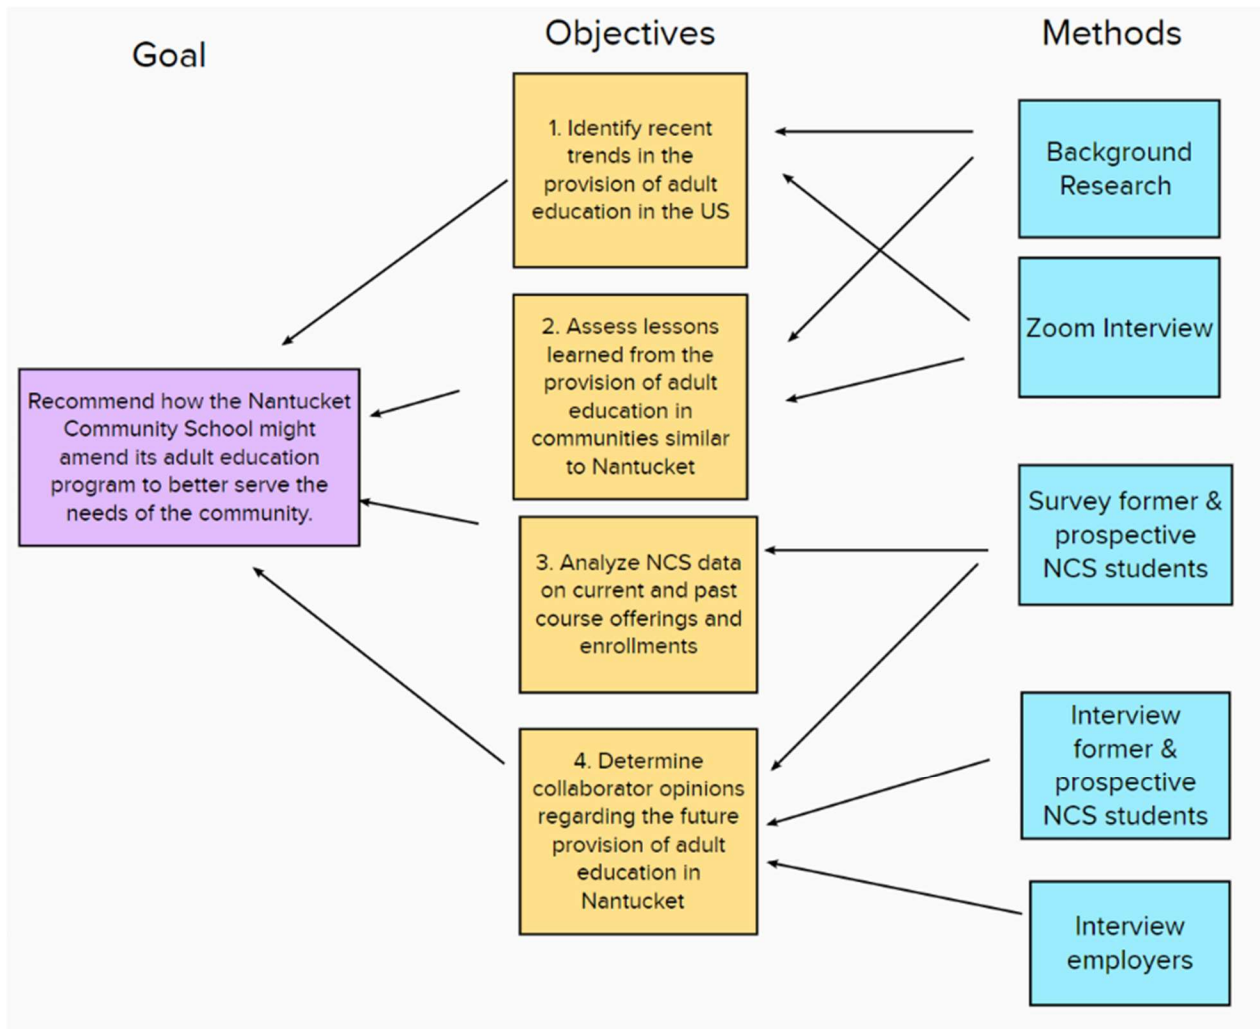 Goal
Objectives
Methods
Recommend how the Nantucket
Community School might
amend its adult education
program to better serve the
needs of the community.
1. Identify recent
trends in the
provision of adult
education in the US
2. Assess lessons
learned from the
provision of adult
education in
communities similar
to Nantucket
3. Analyze NCS data
on current and past
course offerings and
enrollments
4. Determine
collaborator opinions
regarding the future
provision of adult
education in
Nantucket
Background
Research
Zoom Interview
Survey former &
prospective
NCS students
Interview
former &
prospective
NCS students
Interview
employers